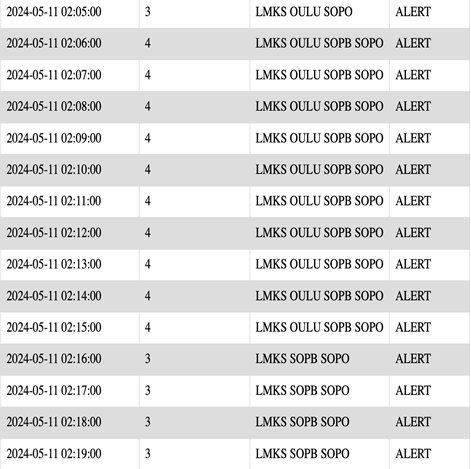 2024-05-11 02:05:00 3 LMKS OULU SOPO ALERT
2024-05-11 02:06:00 4 LMKS OULU SOPB SOPO ALERT
2024-05-11 02:07:00 4 LMKS OULU SOPB SOPO ALERT
2024-05-11 02:08:00 4 LMKS OULU SOPB SOPO ALERT
2024-05-11 02:09:00 4 LMKS OULU SOPB SOPO ALERT
2024-05-11 02:10:00 4 LMKS OULU SOPB SOPO ALERT
2024-05-11 02:11:00 4 LMKS OULU SOPB SOPO ALERT
2024-05-11 02:12:00 4 LMKS OULU SOPB SOPO ALERT
2024-05-11 02:13:00 4 LMKS OULU SOPB SOPO ALERT
2024-05-11 02:14:00 4 LMKS OULU SOPB SOPO ALERT
2024-05-11 02:15:00 4 LMKS OULU SOPB SOPO ALERT
2024-05-11 02:16:00 3 LMKS SOPB SOPO ALERT
2024-05-11 02:17:00 3 LMKS SOPB SOPO ALERT
2024-05-11 02:18:00 3 LMKS SOPB SOPO ALERT
2024-05-11 02:19:00 3 LMKS SOPB SOPO ALERT